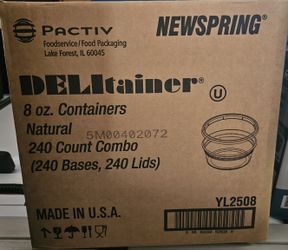 PACTIV
Foodservice/Food Packaging
Lake Forest, IL 60045
NEWSPRING®
DELItainer®
U
8 oz. Containers
Natural
5M00402072
240 Count Combo
(240 Bases, 240 Lids)
YL2508
MADE IN U.S.A.